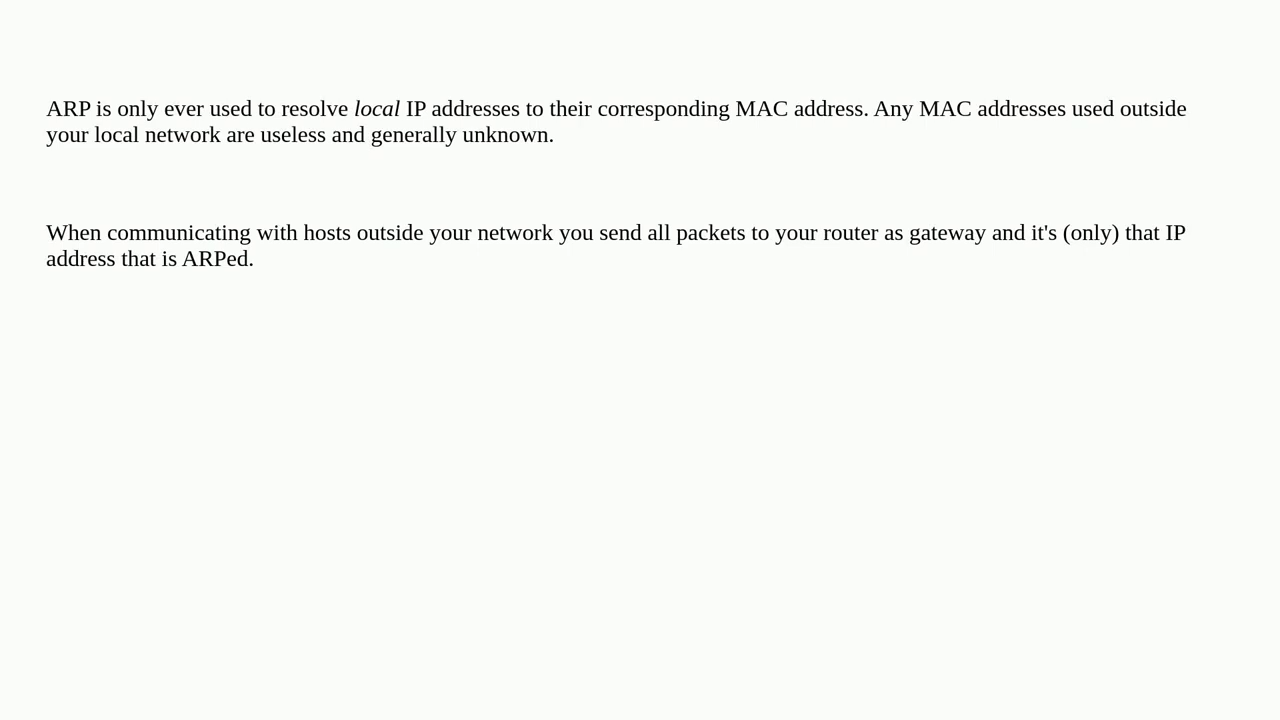 ARP is only ever used to resolve local IP addresses to their corresponding MAC address. Any MAC addresses used outside
your local network are useless and generally unknown.
When communicating with hosts outside your network you send all packets to your router as gateway and it's (only) that IP
address that is ARPed.